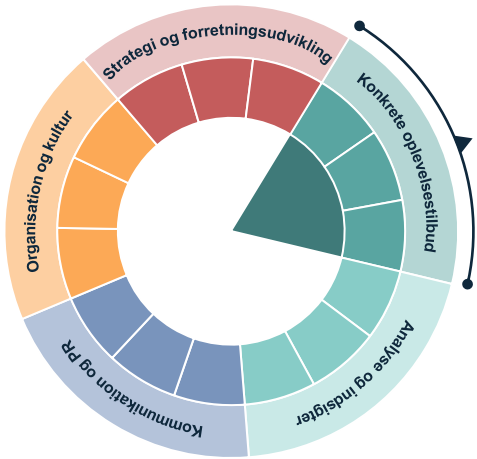 Strategi og forretningsudvikling
Konkrete oplevelsestilbud
Analyse og indsigter
Kommunikation og PR
Organisation og kultur